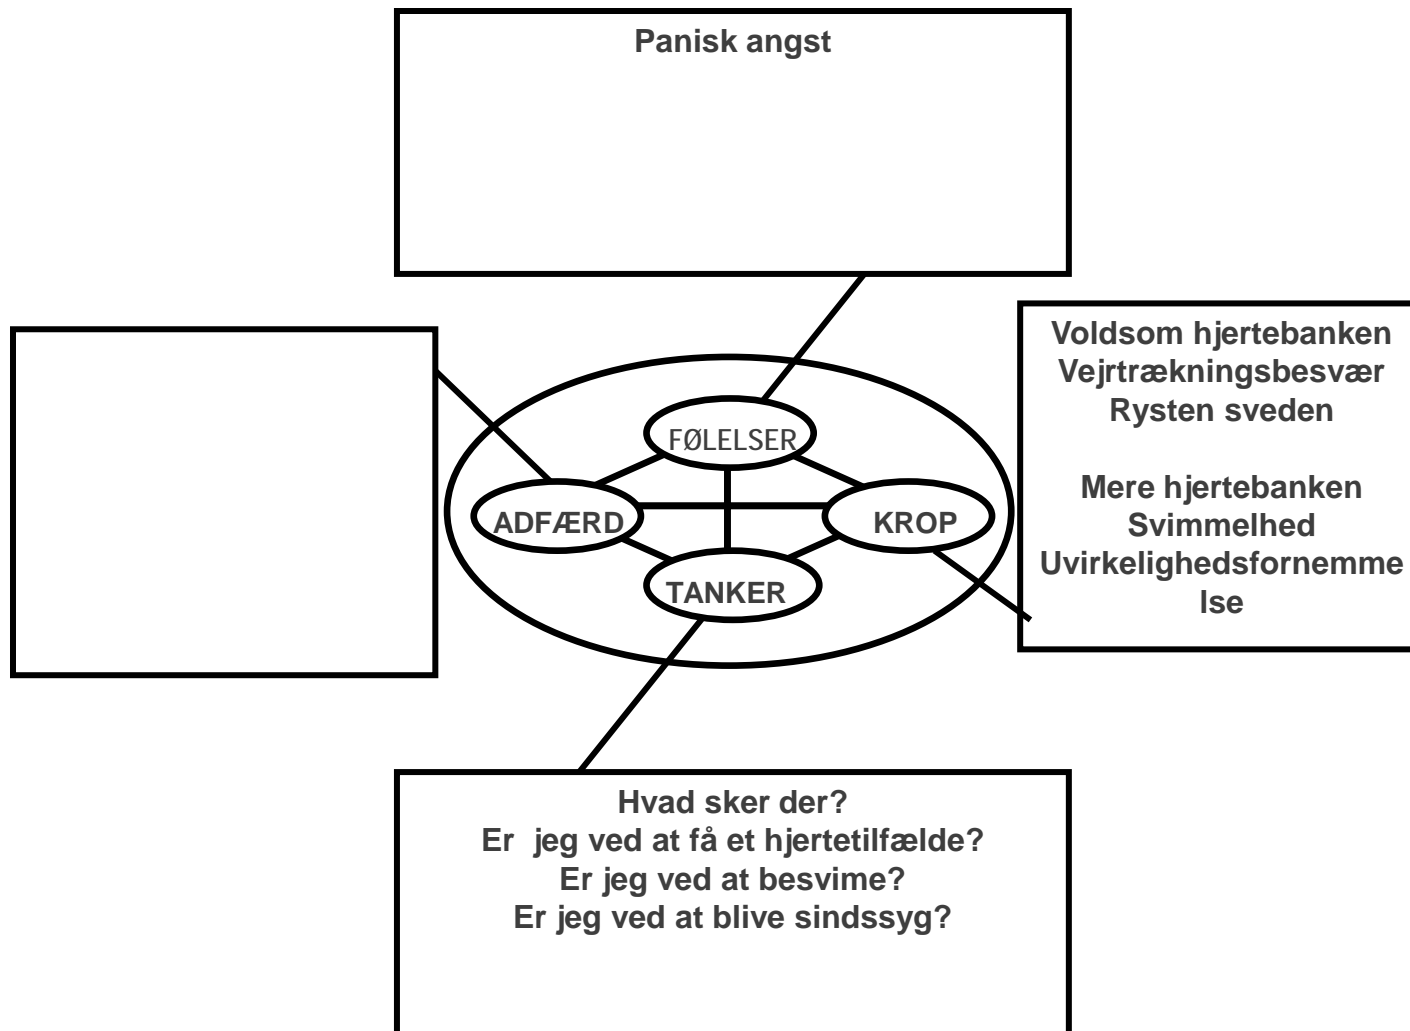 Panisk angst
Voldsom hjertebanken
Vejrtrækningsbesvær
Rysten sveden
Mere hjertebanken
Svimmelhed
Uvirkelighedsfornemme
lse
FØLELSER
ADFÆRD
KROP
TANKER
Hvad sker der?
Er  jeg ved at få et hjertetilfælde?
Er jeg ved at besvime?
Er jeg ved at blive sindssyg?